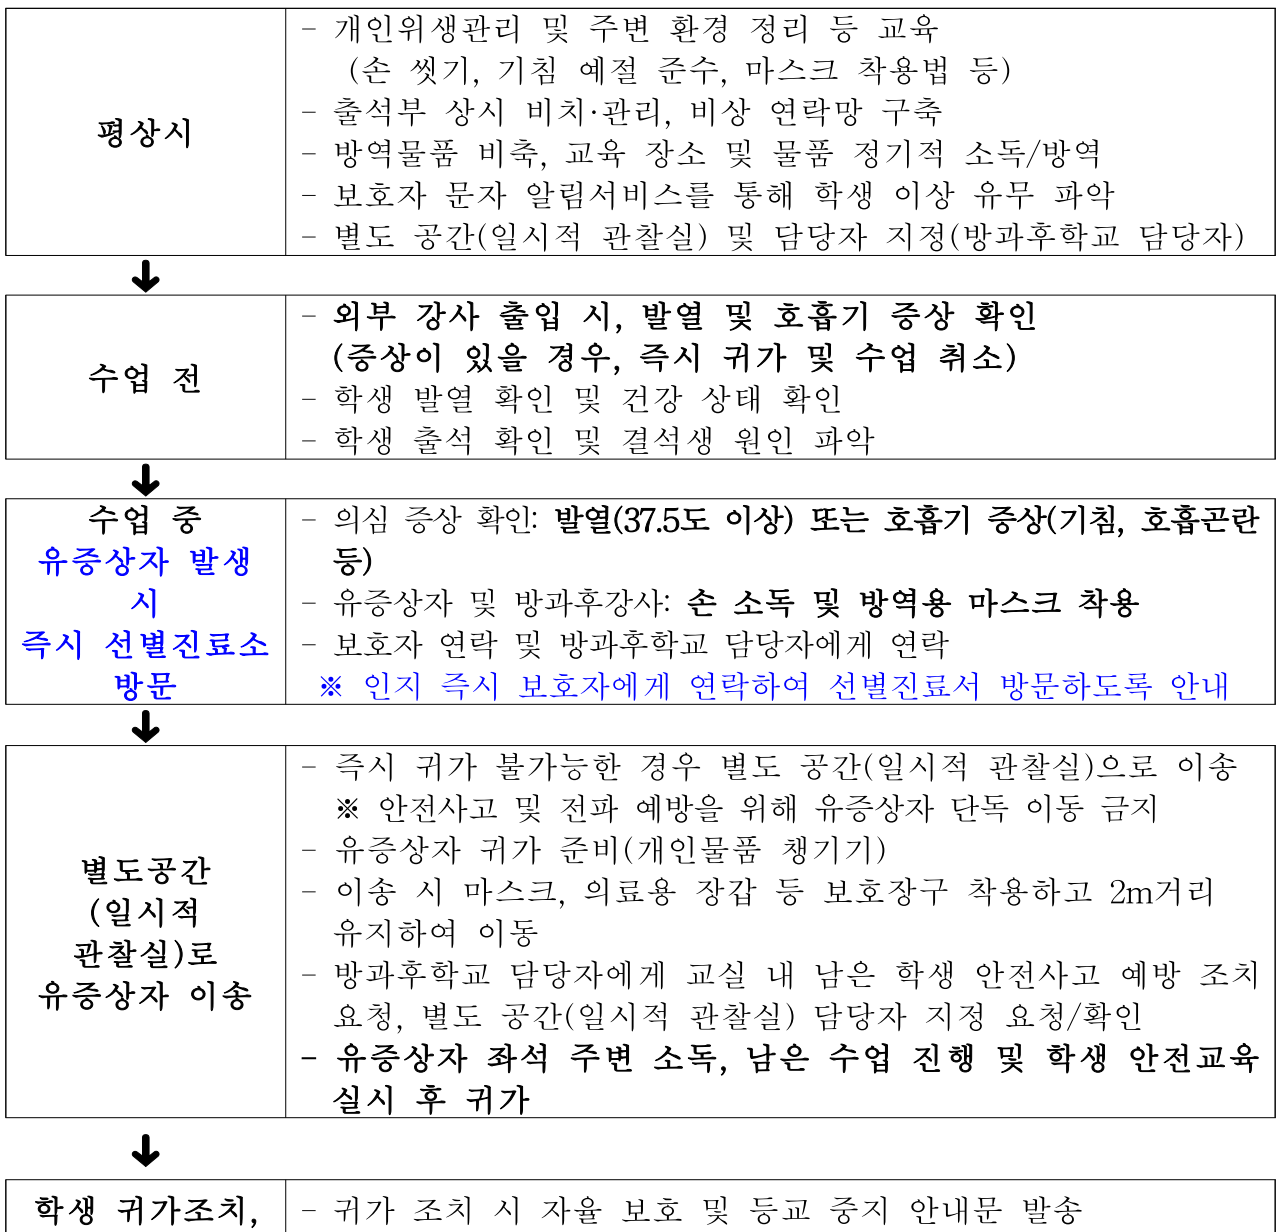 평상시
- 개인위생관리 및 주변 환경 정리 등 교육
(손 씻기, 기침 예절 준수, 마스크 착용법 등)
- 출석부 상시 비치·관리, 비상 연락망 구축
- 방역물품 비축, 교육 장소 및 물품 정기적 소독/방역
- 보호자 문자 알림서비스를 통해 학생 이상 유무 파악
- 별도 공간(일시적 관찰실) 및 담당자 지정(방과후학교 담당자)
↓
수업 전
- 외부 강사 출입 시, 발열 및 호흡기 증상 확인
(증상이 있을 경우, 즉시 귀가 및 수업 취소)
- 학생 발열 확인 및 건강 상태 확인
- 학생 출석 확인 및 결석생 원인 파악
↓
수업 중
유증상자 발생
시
즉시 선별진료소
방문
- 의심 증상 확인: 발열(37.5도 이상) 또는 호흡기 증상(기침, 호흡곤란
등)
- 유증상자 및 방과후강사: 손 소독 및 방역용 마스크 착용
- 보호자 연락 및 방과후학교 담당자에게 연락
※ 인지 즉시 보호자에게 연락하여 선별진료서 방문하도록 안내
↓
별도공간
(일시적
관찰실)로
유증상자 이송
- 즉시 귀가 불가능한 경우 별도 공간(일시적 관찰실)으로 이송
※ 안전사고 및 전파 예방을 위해 유증상자 단독 이동 금지
- 유증상자 귀가 준비(개인물품 챙기기)
- 이송 시 마스크, 의료용 장갑 등 보호장구 착용하고 2m거리
유지하여 이동
- 방과후학교 담당자에게 교실 내 남은 학생 안전사고 예방 조치
요청, 별도 공간(일시적 관찰실) 담당자 지정 요청/확인
- 유증상자 좌석 주변 소독, 남은 수업 진행 및 학생 안전교육
실시 후 귀가
↓
학생 귀가조치,
- 귀가 조치 시 자율 보호 및 등교 중지 안내문 발송